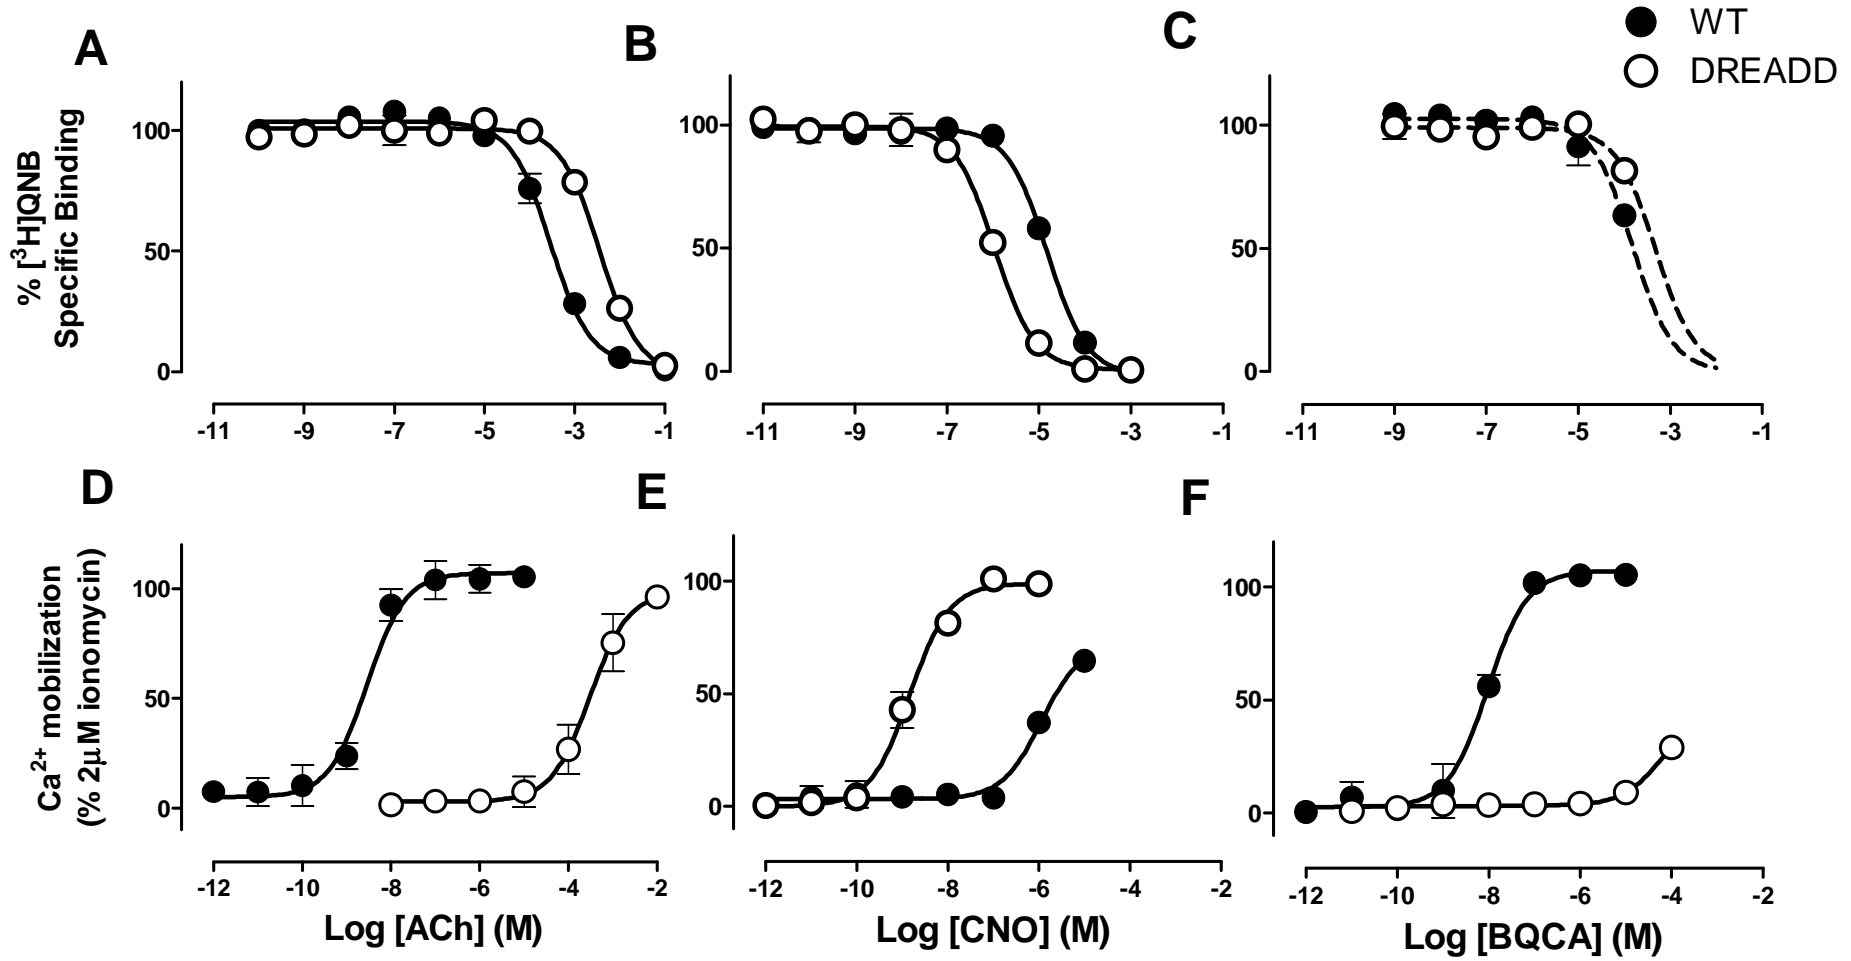 A
B
C
WT
DREADD
% [³H]QNB
Specific Binding
100
50
0
-11 -9 -7 -5 -3 -1
100
50
0
-11 -9 -7 -5 -3 -1
100
50
0
-11 -9 -7 -5 -3 -1
D
E
F
Ca²⁺ mobilization
(% 2μM ionomycin)
100
50
0
-12 -10 -8 -6 -4 -2
Log [ACh] (M)
100
50
0
-12 -10 -8 -6 -4 -2
Log [CNO] (M)
100
50
0
-12 -10 -8 -6 -4 -2
Log [BQCA] (M)